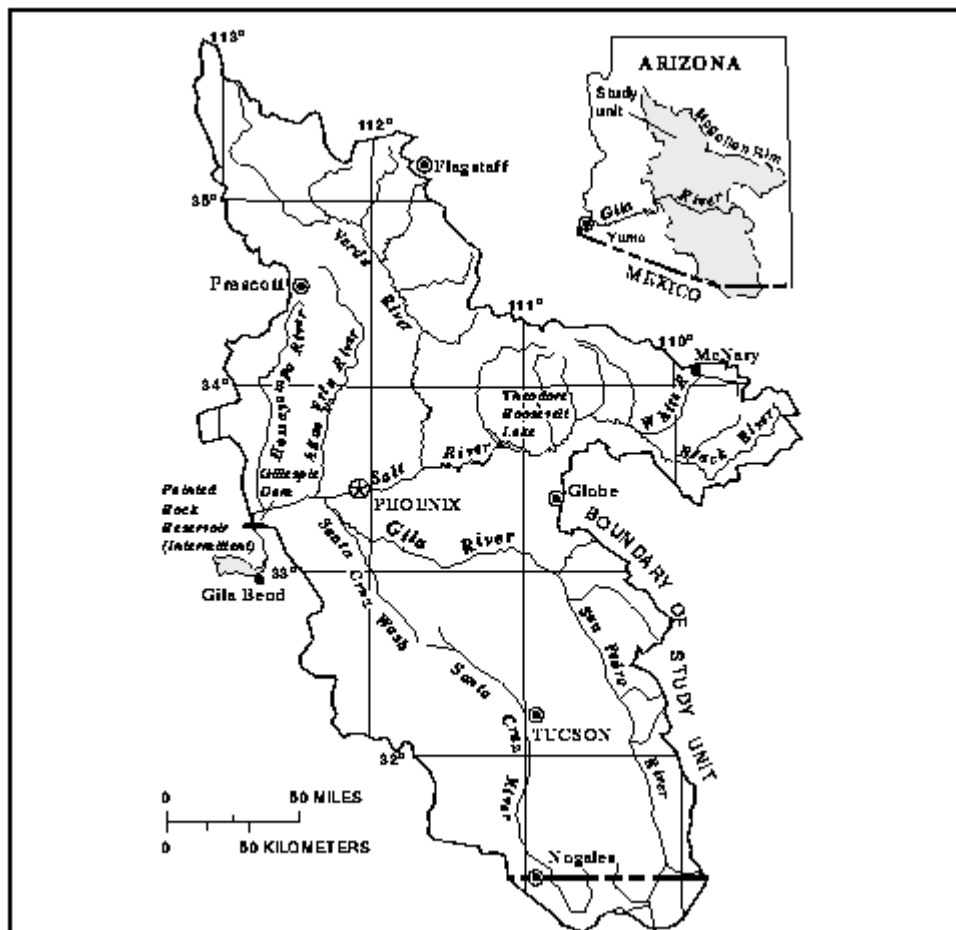 113°
112°
Flagstaff
35°
Verde
River
Prescott
Hassayampa River
Agua Fria River
111°
110°
McNary
34°
Theodore
Roosevelt
Lake
White R
Black River
Salt River
Gillespie
Dam
PHOENIX
Globe
Painted
Rock
Reservoir
(Intermittent)
Gila River
Santa Cruz Wash
33°
Gila Bend
BOUNDARY OF STUDY UNIT
San Pedro
River
Santa Cruz
River
TUCSON
32°
0 50 MILES
0 50 KILOMETERS
Nogales
ARIZONA
Study
unit
Mogollon Rim
Gila River
Yuma
MEXICO